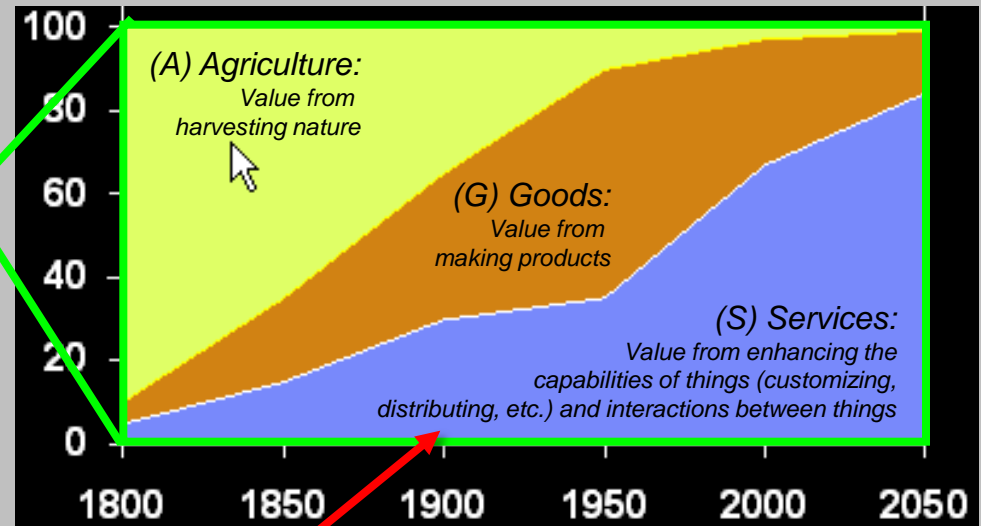 100
(A) Agriculture:
Value from
harvesting nature
80
60
(G) Goods:
Value from
making products
40
(S) Services:
20
Value from enhancing the
capabilities of things (customizing,
distributing, etc.) and interactions between things
0
1800 1850 1900 1950 2000 2050